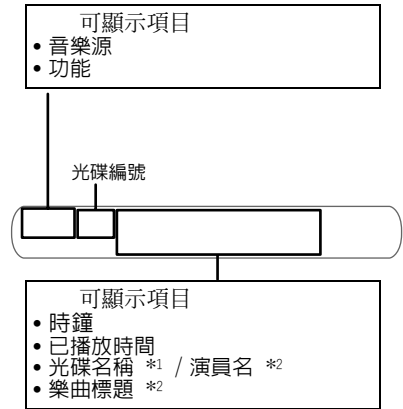 可顯示項目
• 音樂源
• 功能
光碟編號
可顯示項目
• 時鐘
• 已播放時間
• 光碟名稱 *1 / 演員名 *2
• 樂曲標題 *2